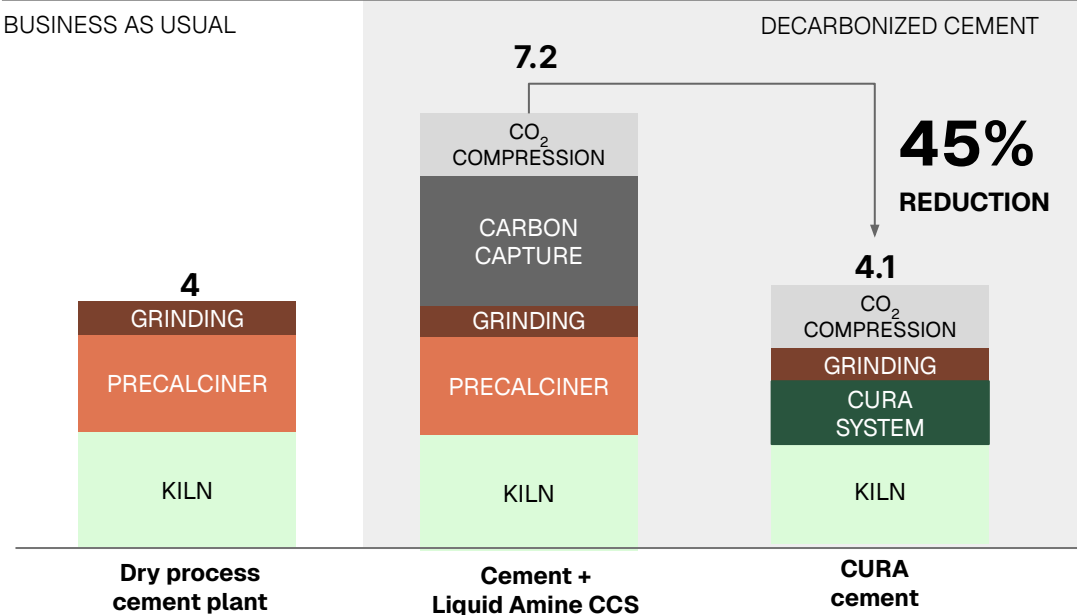 BUSINESS AS USUAL
DECARBONIZED CEMENT
7.2
CO₂
COMPRESSION
45%
REDUCTION
CARBON
CAPTURE
4
4.1
GRINDING
GRINDING
CO₂
COMPRESSION
PRECALCINER
PRECALCINER
GRINDING
CURA
SYSTEM
KILN
KILN
KILN
Dry process
cement plant
Cement +
Liquid Amine CCS
CURA
cement